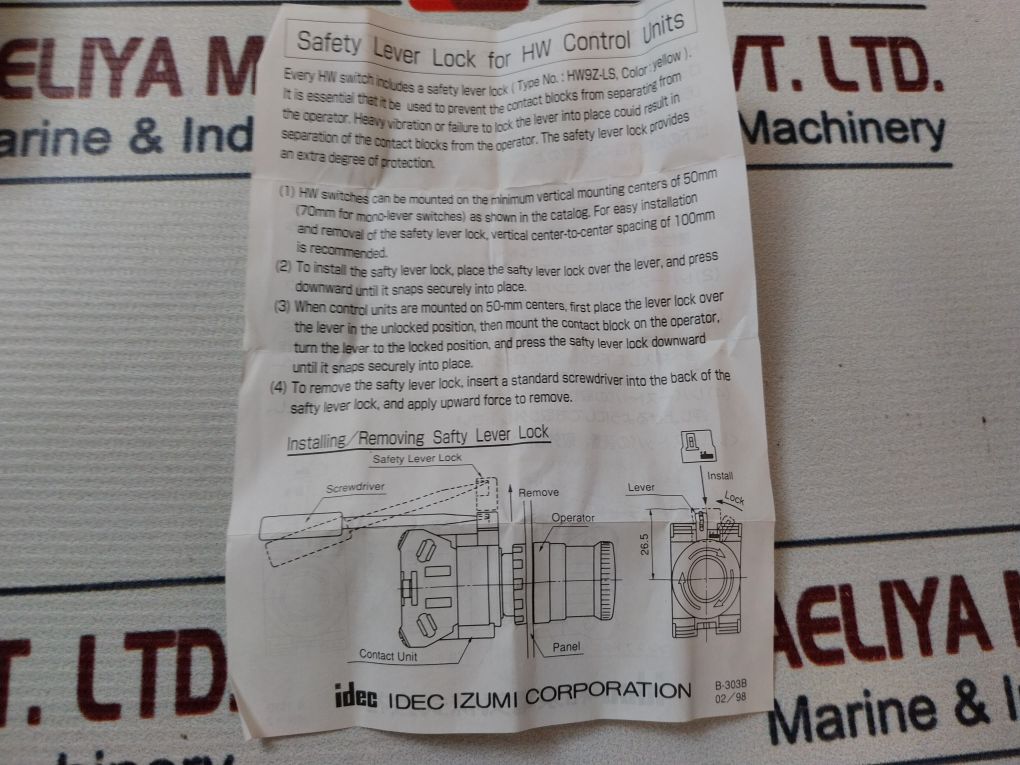 AELIYA M
VT. LTD.
arine & Ind
Machinery
Safety Lever Lock for HW Control Units
Every HW switch includes a safety lever lock (Type No. : HW9Z-LS, Color:yellow ).
It is essential that it be used to prevent the contact blocks from separating from
the operator. Heavy vibration or failure to lock the lever into place could result in
separation of the contact blocks from the operator. The safety lever lock provides
an extra degree of protection.
(1) HW switches can be mounted on the minimum vertical mounting centers of 50mm
(70mm for mono-lever switches) as shown in the catalog. For easy installation
and removal of the safety lever lock, vertical center-to-center spacing of 100mm
is recommended.
(2) To install the safty lever lock, place the safty lever lock over the lever, and press
downward until it snaps securely into place.
(3) When control units are mounted on 50-mm centers, first place the lever lock over
the lever in the unlocked position, then mount the contact block on the operator,
turn the lever to the locked position, and press the safty lever lock downward
until it snaps securely into place.
(4) To remove the safty lever lock, insert a standard screwdriver into the back of the
safty lever lock, and apply upward force to remove.
Installing/Removing Safty Lever Lock
Safety Lever Lock
Screwdriver
Remove
Operator
Contact Unit
Panel
Lever
Install
Lock
26.5
idec IDEC IZUMI CORPORATION
B-303B
02/98
T. LTD.
AELIYA M
Marine & I
hinery